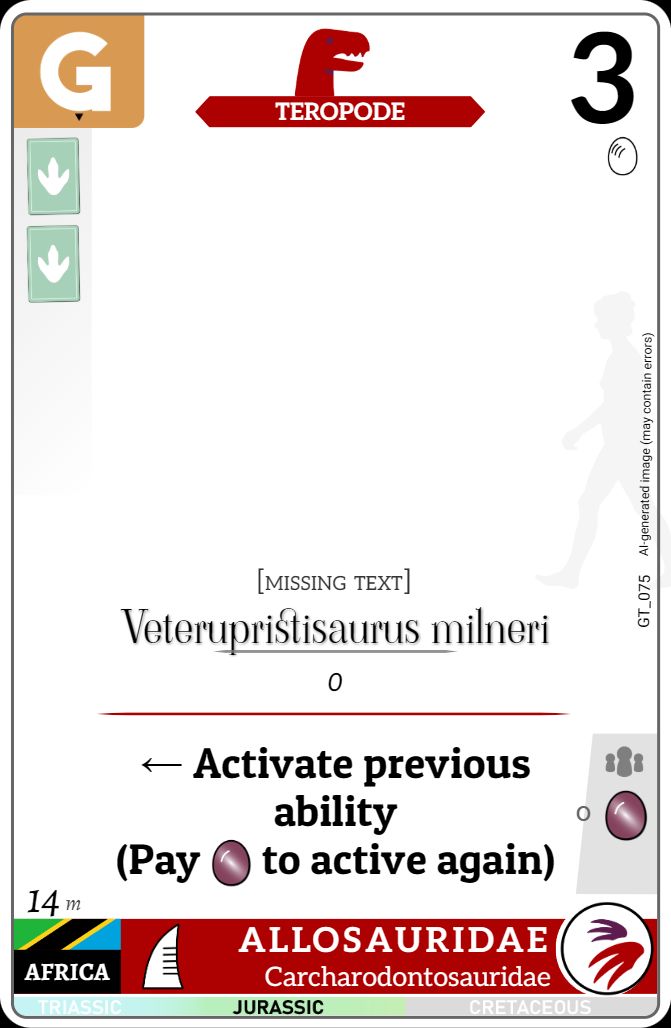 G
TEROPODE
3
AI-generated image (may contain errors)
GT_075
[MISSING TEXT]
Veterupristisaurus milneri
0
← Activate previous
ability
(Pay to active again)
0
14 m
AFRICA
ALLOSAURIDAE
Carcharodontosauridae
TRIASSIC
JURASSIC
CRETACEOUS